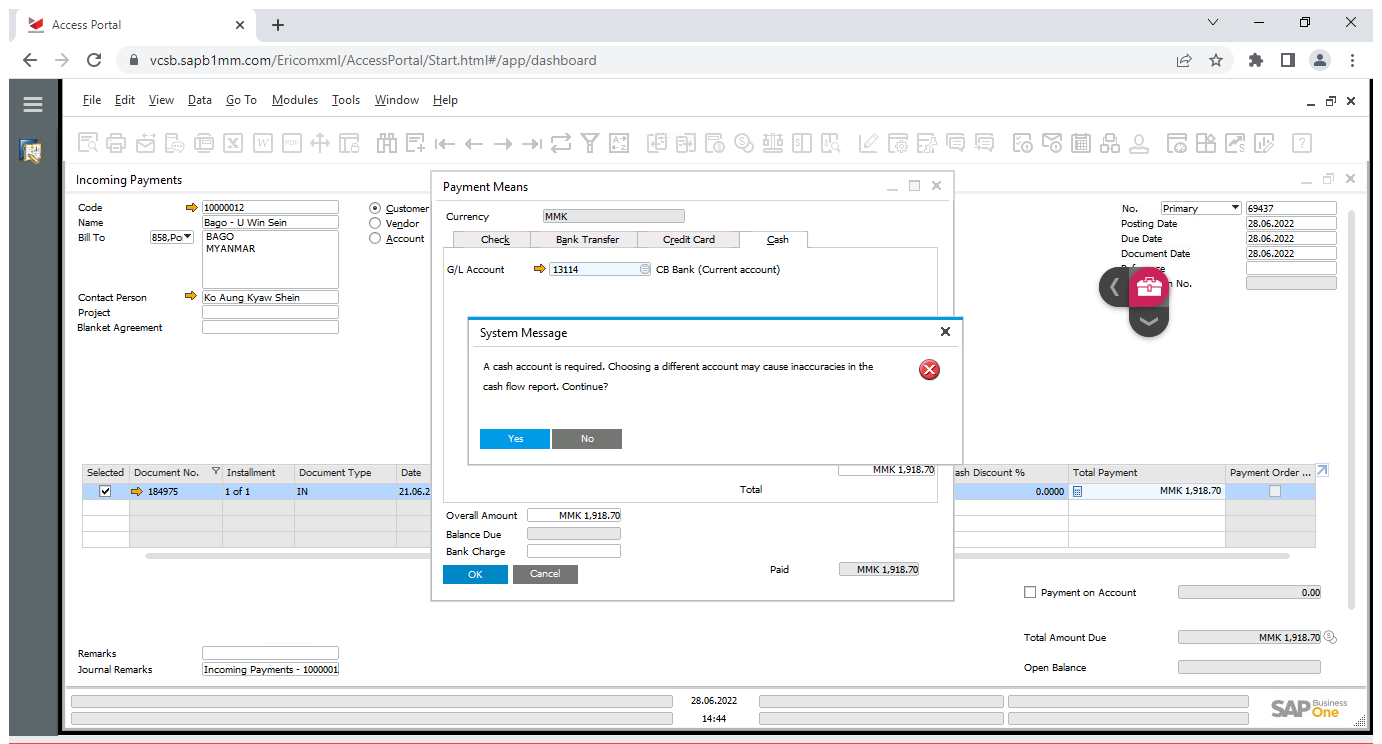 Access Portal
vcsb.sapb1mm.com/Ericomxml/AccessPortal/Start.html#/app/dashboard
File Edit View Data Go To Modules Tools Window Help
Incoming Payments
Code 10000012
Name Bago - U Win Sein
Bill To 858,Po BAGO
MYANMAR
Contact Person Ko Aung Kyaw Shein
Project
Blanket Agreement
Customer
Vendor
Account
No. Primary 69437
Posting Date 28.06.2022
Due Date 28.06.2022
Document Date 28.06.2022
No.
Payment Means
Currency MMK
Check Bank Transfer Credit Card Cash
G/L Account 13114 CB Bank (Current account)
System Message
A cash account is required. Choosing a different account may cause inaccuracies in the
cash flow report. Continue?
Yes No
MMK 1,918.70
Total
Overall Amount MMK 1,918.70
Balance Due
Bank Charge
Paid MMK 1,918.70
OK Cancel
Selected Document No. Installment Document Type Date ash Discount % Total Payment Payment Order ...
184975 1 of 1 IN 21.06.2 0.0000 MMK 1,918.70
Payment on Account 0.00
Total Amount Due MMK 1,918.70
Open Balance
Remarks
Journal Remarks Incoming Payments - 1000001
28.06.2022
14:44
SAP Business One